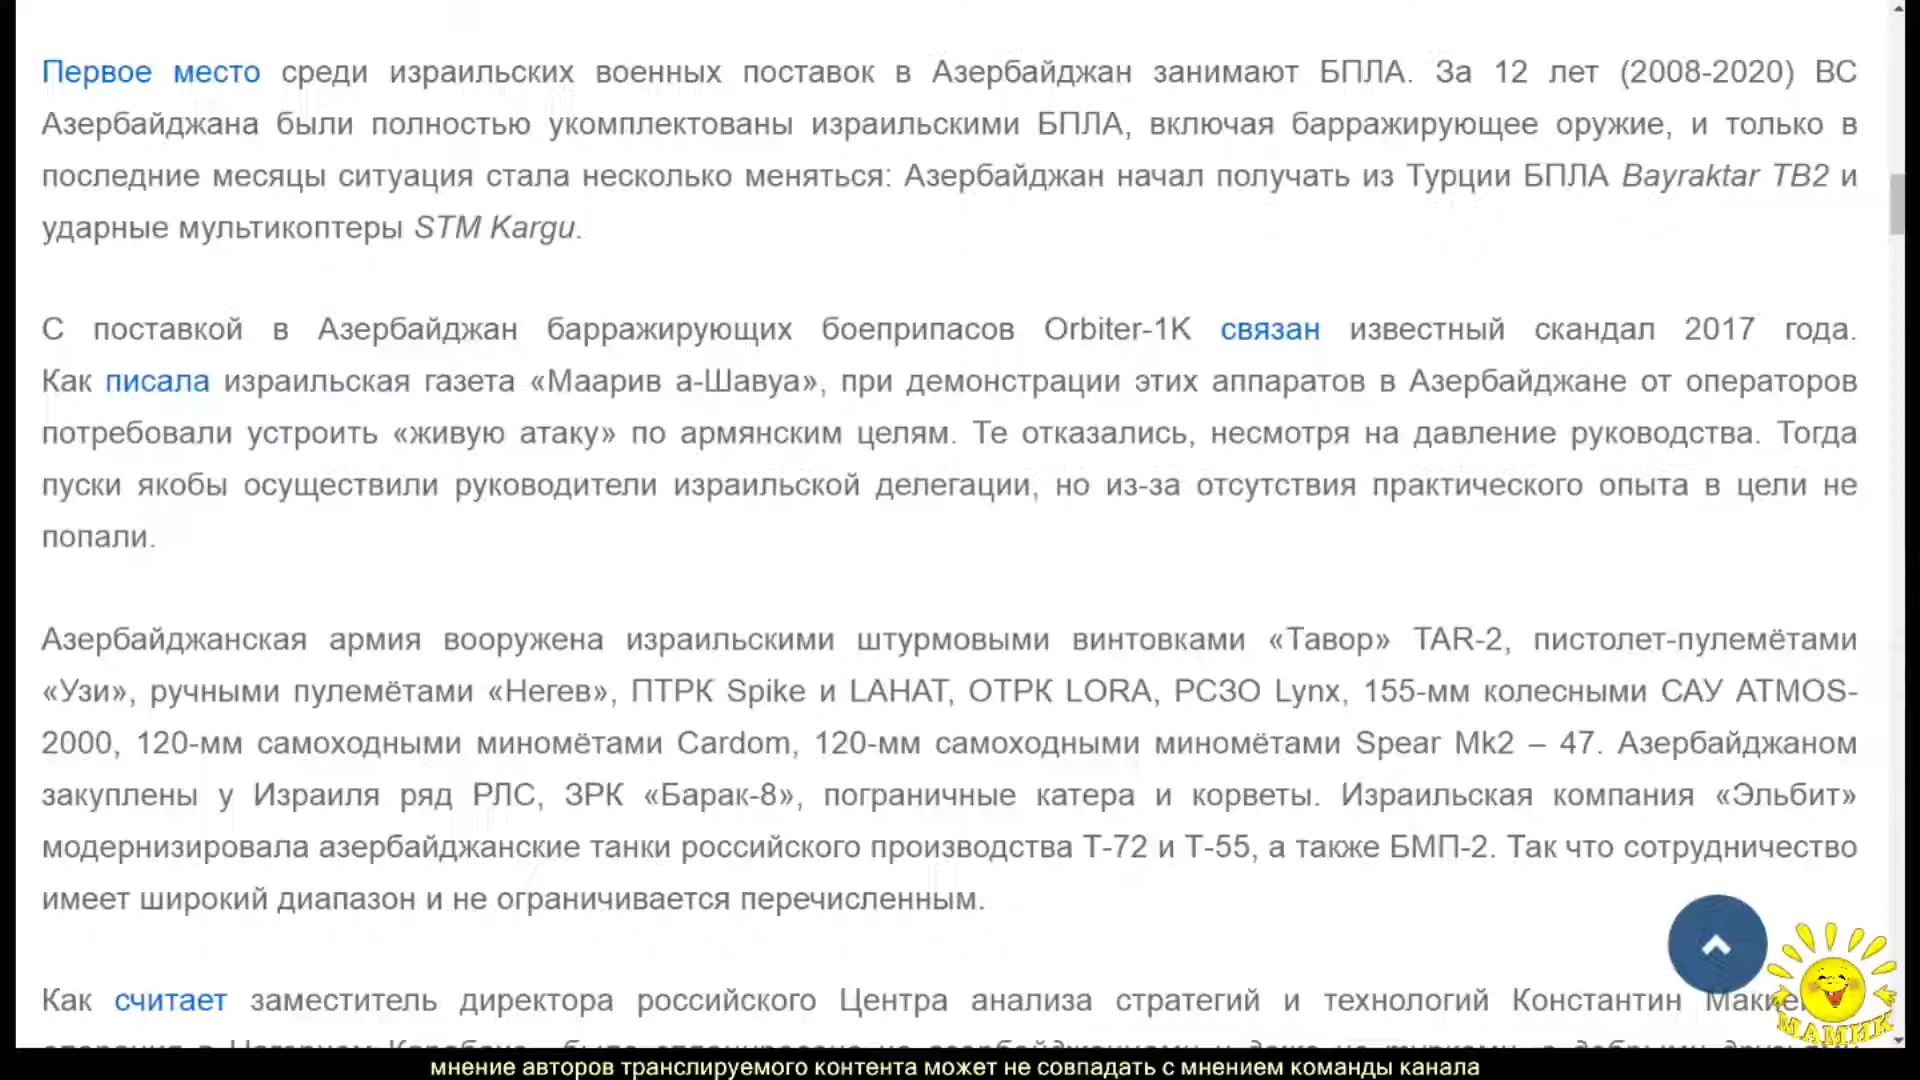 Первое место среди израильских военных поставок в Азербайджан занимают БПЛА. За 12 лет (2008-2020) ВС
Азербайджана были полностью укомплектованы израильскими БПЛА, включая барражирующее оружие, и только в
последние месяцы ситуация стала несколько меняться: Азербайджан начал получать из Турции БПЛА Bayraktar TB2 и
ударные мультикоптеры STM Kargu.
С поставкой в Азербайджан барражирующих боеприпасов Orbiter-1K связан известный скандал 2017 года.
Как писала израильская газета «Маарив а-Шавуа», при демонстрации этих аппаратов в Азербайджане от операторов
потребовали устроить «живую атаку» по армянским целям. Те отказались, несмотря на давление руководства. Тогда
пуски якобы осуществили руководители израильской делегации, но из-за отсутствия практического опыта в цели не
попали.
Азербайджанская армия вооружена израильскими штурмовыми винтовками «Тавор» TAR-2, пистолет-пулемётами
«Узи», ручными пулемётами «Негев», ПТРК Spike и LAHAT, ОТРК LORA, РСЗО Lynx, 155-мм колесными САУ ATMOS-
2000, 120-мм самоходными миномётами Cardom, 120-мм самоходными миномётами Spear Mk2 – 47. Азербайджаном
закуплены у Израиля ряд РЛС, ЗРК «Барак-8», пограничные катера и корветы. Израильская компания «Эльбит»
модернизировала азербайджанские танки российского производства Т-72 и Т-55, а также БМП-2. Так что сотрудничество
имеет широкий диапазон и не ограничивается перечисленным.
Как считает заместитель директора российского Центра анализа стратегий и технологий Константин
МАМИК
мнение авторов транслируемого контента может не совпадать с мнением команды канала